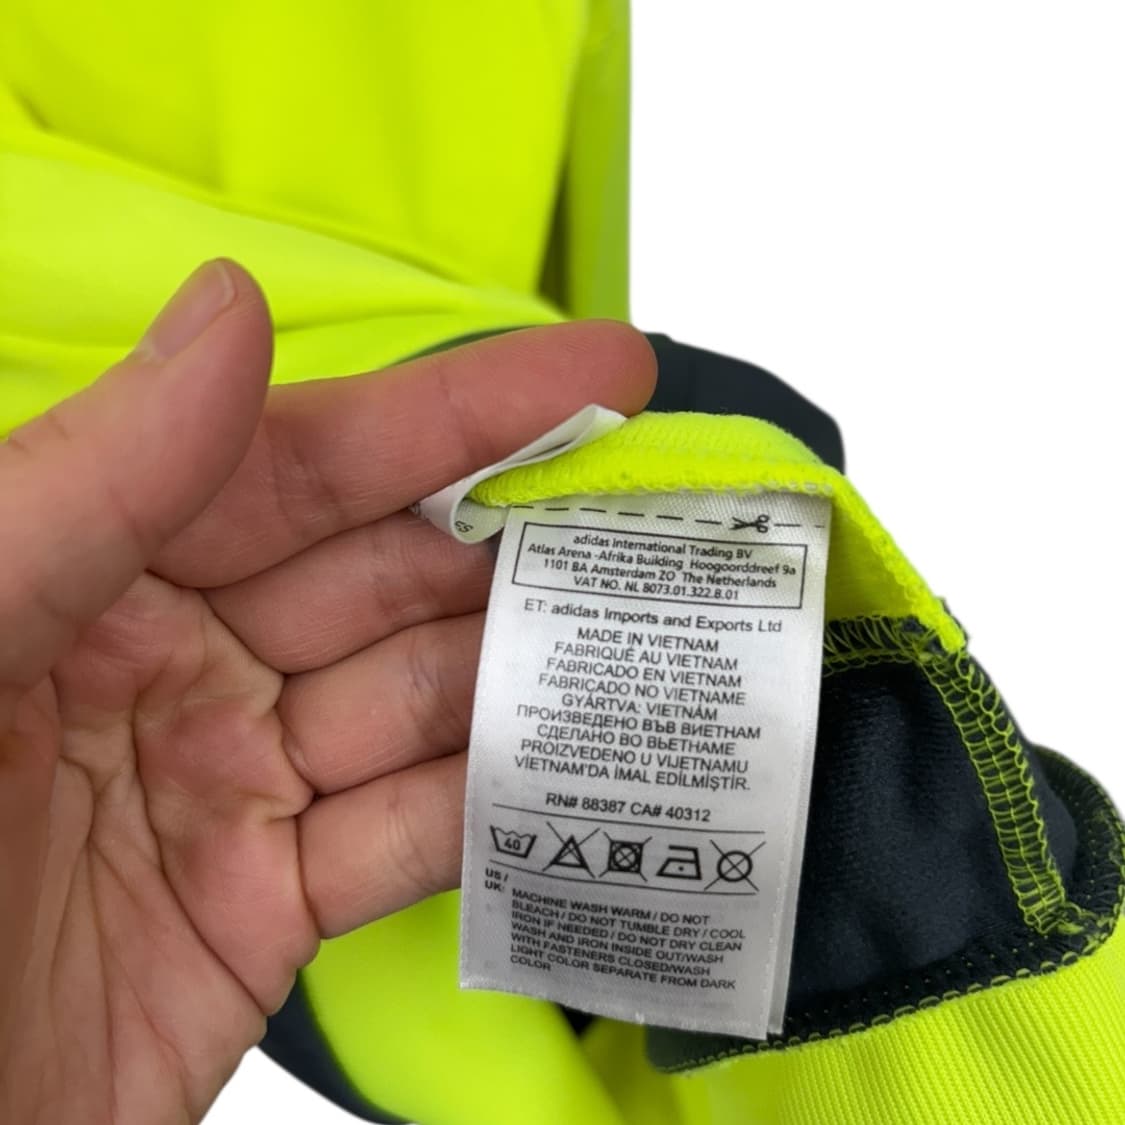 adidas International Trading BV
Atlas Arena -Afrika Building Hoogoorddreef 9a
1101 BA Amsterdam ZO The Netherlands
VAT NO. NL 8073.01.322.B.01
ET: adidas Imports and Exports Ltd
MADE IN VIETNAM
FABRIQUÉ AU VIETNAM
FABRICADO EN VIETNAM
FABRICADO NO VIETNAME
GYÁRTVA: VIETNÁM
ПРОИЗВЕДЕНО ВЪВ ВИЕТНАМ
СДЕЛАНО ВО ВЬЕТНАМЕ
PROIZVEDENO U VIJETNAMU
VİETNAM'DA İMAL EDİLMİŞTİR.
RN# 88387 CA# 40312
40
US /
UK:
MACHINE WASH WARM / DO NOT
BLEACH / DO NOT TUMBLE DRY / COOL
IRON IF NEEDED / DO NOT DRY CLEAN
WASH AND IRON INSIDE OUT/WASH
WITH FASTENERS CLOSED/WASH
LIGHT COLOR SEPARATE FROM DARK
COLOR